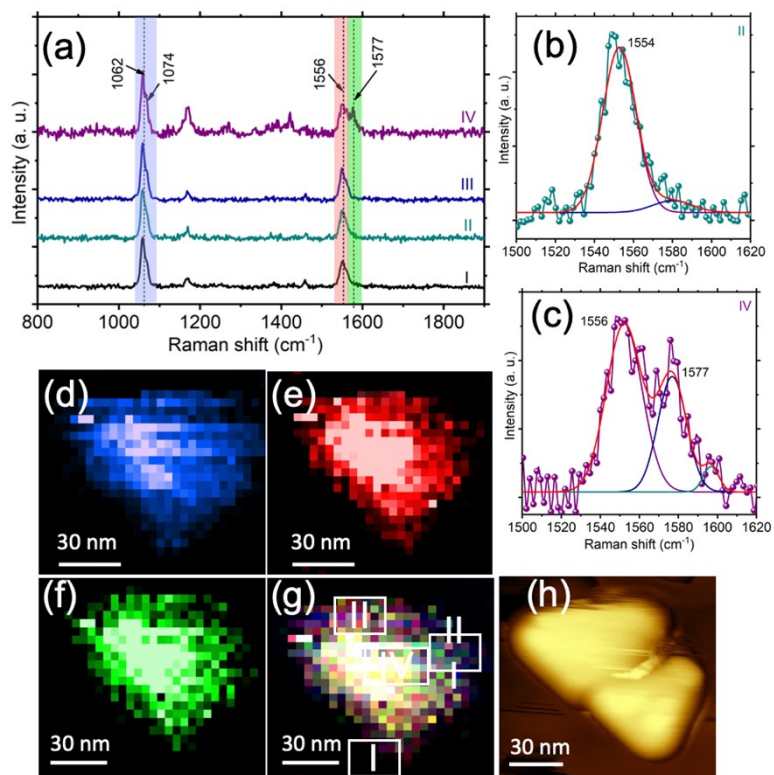 (a)
1062
1074
1556
1577
IV
III
II
I
Intensity (a. u.)
800 1000 1200 1400 1600 1800
Raman shift (cm-1)
(b)
II
1554
Intensity (a. u.)
1500 1520 1540 1560 1580 1600 1620
Raman shift (cm-1)
(c)
IV
1556
1577
Intensity (a. u.)
1500 1520 1540 1560 1580 1600 1620
Raman shift (cm-1)
(d)
30 nm
(e)
30 nm
(f)
30 nm
(g)
II
IV
I
30 nm
(h)
30 nm